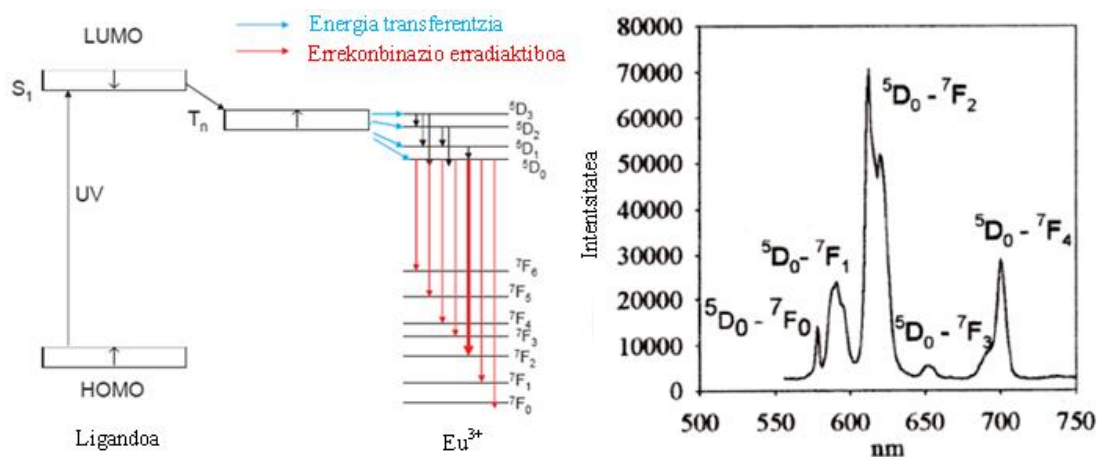 LUMO
Energia transferentzia
Errekonbinazio erradiaktiboa
S₁
Tₙ
UV
HOMO
Ligandoa
⁵D₃
⁵D₂
⁵D₁
⁵D₀
⁷F₆
⁷F₅
⁷F₄
⁷F₃
⁷F₂
⁷F₁
⁷F₀
Eu³⁺
Intentsitatea
80000
70000
60000
50000
40000
30000
20000
10000
0
⁵D₀ - ⁷F₂
⁵D₀ - ⁷F₄
⁵D₀- ⁷F₁
⁵D₀ - ⁷F₀
⁵D₀ - ⁷F₃
500 550 600 650 700 750
nm